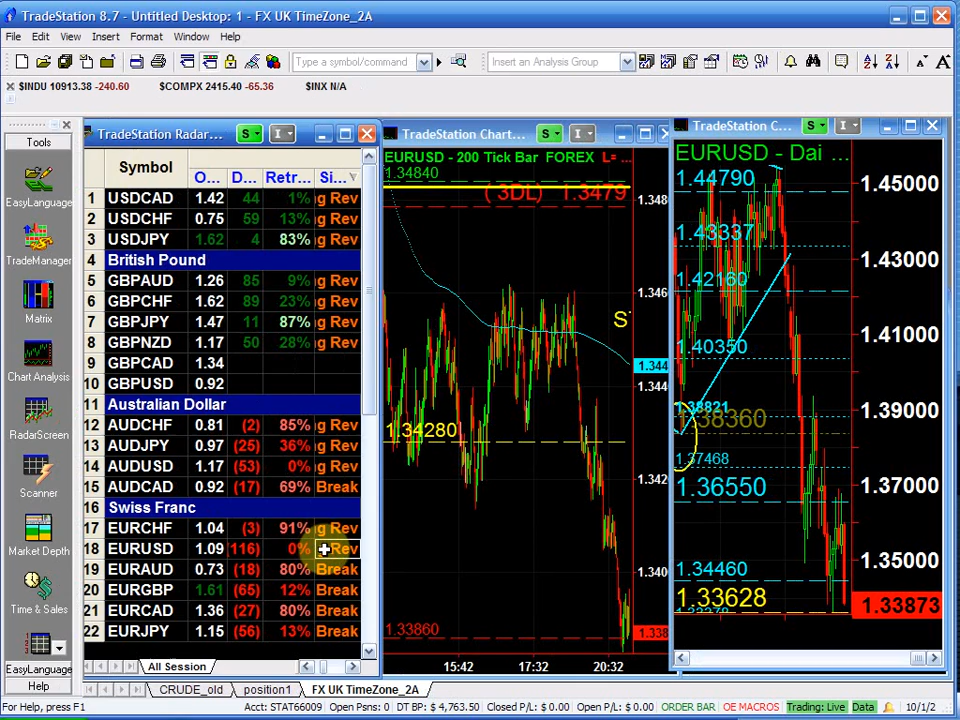 TradeStation 8.7 - Untitled Desktop: 1 - FX UK TimeZone_2A
File Edit View Insert Format Window Help
Type a symbol/command
Insert an Analysis Group
$INDU 10913.38 -240.60 $COMPX 2415.40 -65.36 $INX N/A
Tools
EasyLanguage
TradeManager
Matrix
Chart Analysis
RadarScreen
Scanner
Market Depth
Time & Sales
EasyLanguage
Help
TradeStation Radar... S I
Symbol O... D... Retr... Si...
1 USDCAD 1.42 44 1% g Rev
2 USDCHF 0.75 59 13% g Rev
3 USDJPY 1.62 4 83% g Rev
4 British Pound
5 GBPAUD 1.26 85 9% g Rev
6 GBPCHF 1.62 89 23% g Rev
7 GBPJPY 1.47 11 87% g Rev
8 GBPNZD 1.17 50 28% g Rev
9 GBPCAD 1.34
10 GBPUSD 0.92
11 Australian Dollar
12 AUDCHF 0.81 (2) 85% g Rev
13 AUDJPY 0.97 (25) 36% g Rev
14 AUDUSD 1.17 (53) 0% g Rev
15 AUDCAD 0.92 (17) 69% Break
16 Swiss Franc
17 EURCHF 1.04 (3) 91% g Rev
18 EURUSD 1.09 (116) 0% Rev
19 EURAUD 0.73 (18) 80% Break
20 EURGBP 1.61 (65) 12% Break
21 EURCAD 1.36 (27) 80% Break
22 EURJPY 1.15 (56) 13% Break
All Session
TradeStation Chart... S I
EURUSD - 200 Tick Bar FOREX L= ...
1.34840
( 3DL) 1.3479
1.348
1.346
1.344
1.34280
1.342
1.340
1.33860
1.338
15:42 17:32 20:32
TradeStation C... S I
EURUSD - Dai ...
1.44790
1.45000
1.43337
1.43000
1.42160
1.41000
1.40350
1.38821
1.39000
1.38360
1.37468
1.37000
1.36550
1.35000
1.34460
1.33628
1.33873
CRUDE_old position1 FX UK TimeZone_2A
For Help, press F1 Acct: STAT66009 Open Psns: 0 DT BP: $ 4,763.50 Closed P/L: $ 0.00 Open P/L: $ 0.00 ORDER BAR OE MACROS Trading: Live Data 10/1/2